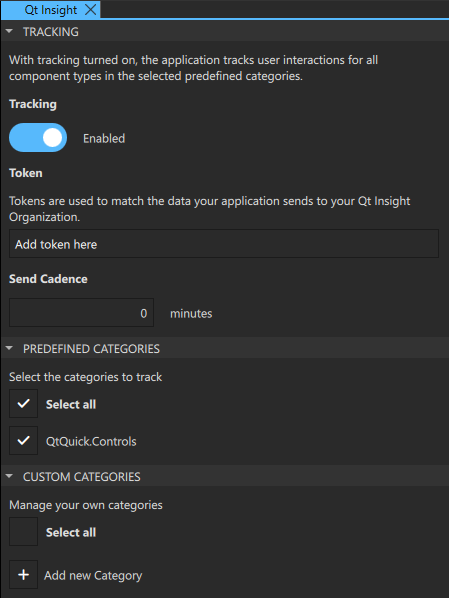 Qt Insight
TRACKING
With tracking turned on, the application tracks user interactions for all
component types in the selected predefined categories.
Tracking
Enabled
Token
Tokens are used to match the data your application sends to your Qt Insight
Organization.
Add token here
Send Cadence
0 minutes
PREDEFINED CATEGORIES
Select the categories to track
Select all
QtQuick.Controls
CUSTOM CATEGORIES
Manage your own categories
Select all
Add new Category